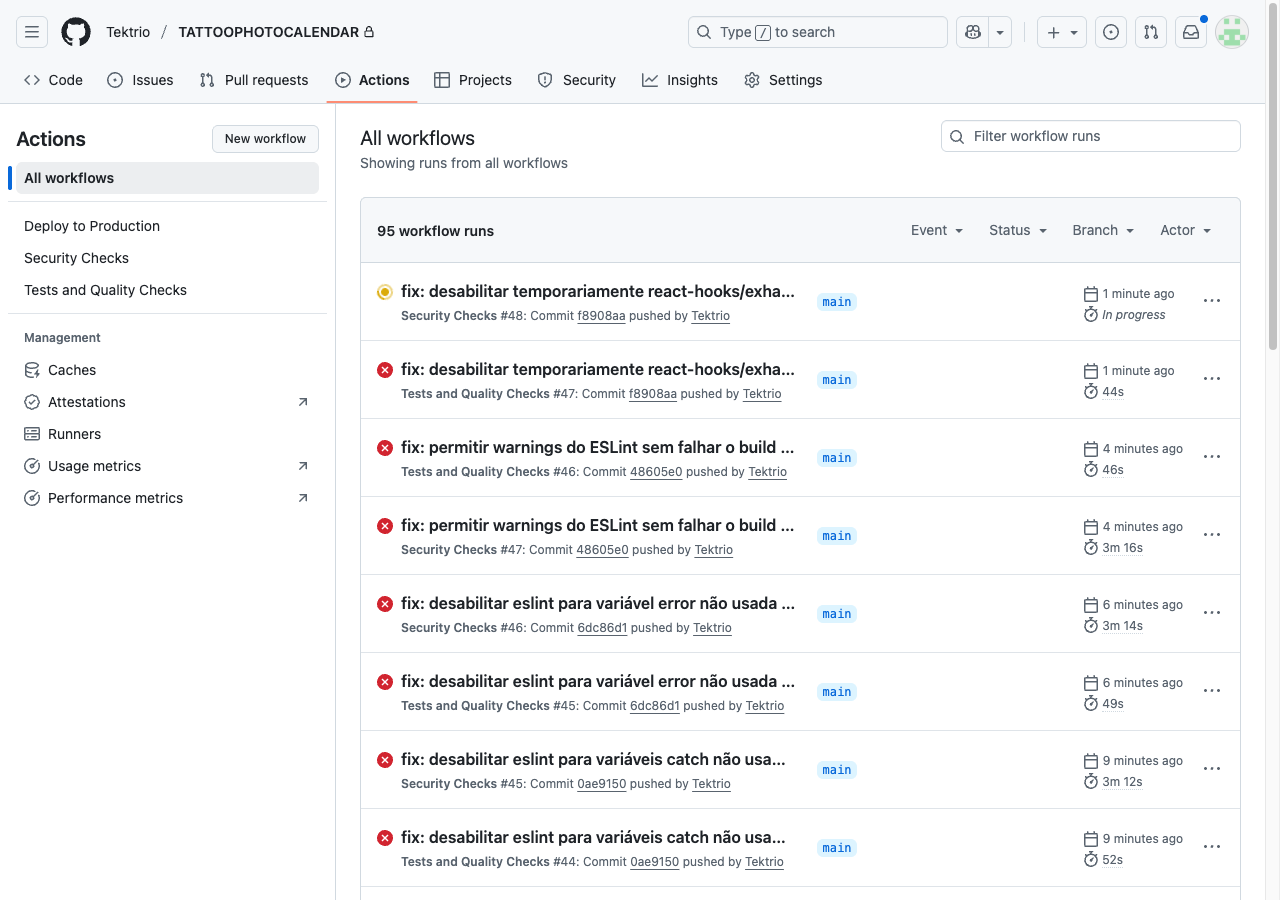 Tektrio / TATTOOPHOTOCALENDAR
Type / to search
Code
Issues
Pull requests
Actions
Projects
Security
Insights
Settings
Actions
New workflow
All workflows
Deploy to Production
Security Checks
Tests and Quality Checks
Management
Caches
Attestations
Runners
Usage metrics
Performance metrics
All workflows
Showing runs from all workflows
Filter workflow runs
95 workflow runs
Event
Status
Branch
Actor
fix: desabilitar temporariamente react-hooks/exha...
Security Checks #48: Commit f8908aa pushed by Tektrio
main
1 minute ago
In progress
fix: desabilitar temporariamente react-hooks/exha...
Tests and Quality Checks #47: Commit f8908aa pushed by Tektrio
main
1 minute ago
44s
fix: permitir warnings do ESLint sem falhar o build ...
Tests and Quality Checks #46: Commit 48605e0 pushed by Tektrio
main
4 minutes ago
46s
fix: permitir warnings do ESLint sem falhar o build ...
Security Checks #47: Commit 48605e0 pushed by Tektrio
main
4 minutes ago
3m 16s
fix: desabilitar eslint para variável error não usada ...
Security Checks #46: Commit 6dc86d1 pushed by Tektrio
main
6 minutes ago
3m 14s
fix: desabilitar eslint para variável error não usada ...
Tests and Quality Checks #45: Commit 6dc86d1 pushed by Tektrio
main
6 minutes ago
49s
fix: desabilitar eslint para variáveis catch não usa...
Security Checks #45: Commit 0ae9150 pushed by Tektrio
main
9 minutes ago
3m 12s
fix: desabilitar eslint para variáveis catch não usa...
Tests and Quality Checks #44: Commit 0ae9150 pushed by Tektrio
main
9 minutes ago
52s